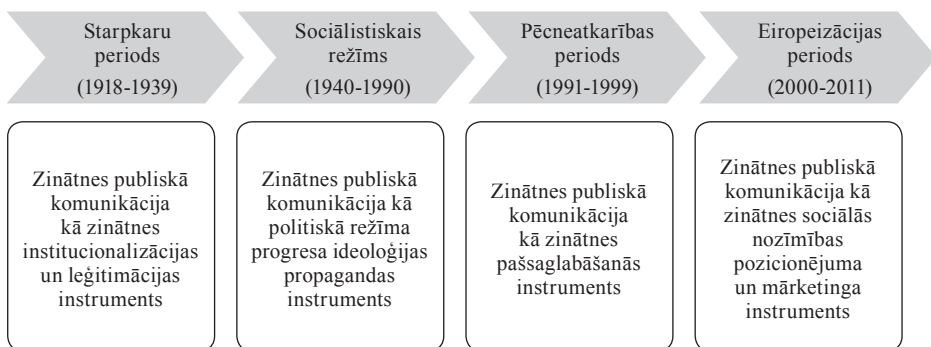 Starpkaru
periods
(1918-1939)
Sociālistiskais
režīms
(1940-1990)
Pēcneatkarības
periods
(1991-1999)
Eiropeizācijas
periods
(2000-2011)
Zinātnes publiskā
komunikācija
kā zinātnes
institucionalizācijas
un leģitimācijas
instruments
Zinātnes publiskā
komunikācija kā
politiskā režīma
progresa ideoloģijas
propagandas
instruments
Zinātnes publiskā
komunikācija
kā zinātnes
pašsaglabāšanās
instruments
Zinātnes publiskā
komunikācija kā
zinātnes sociālās
nozīmības
pozicionējuma
un mārketinga
instruments